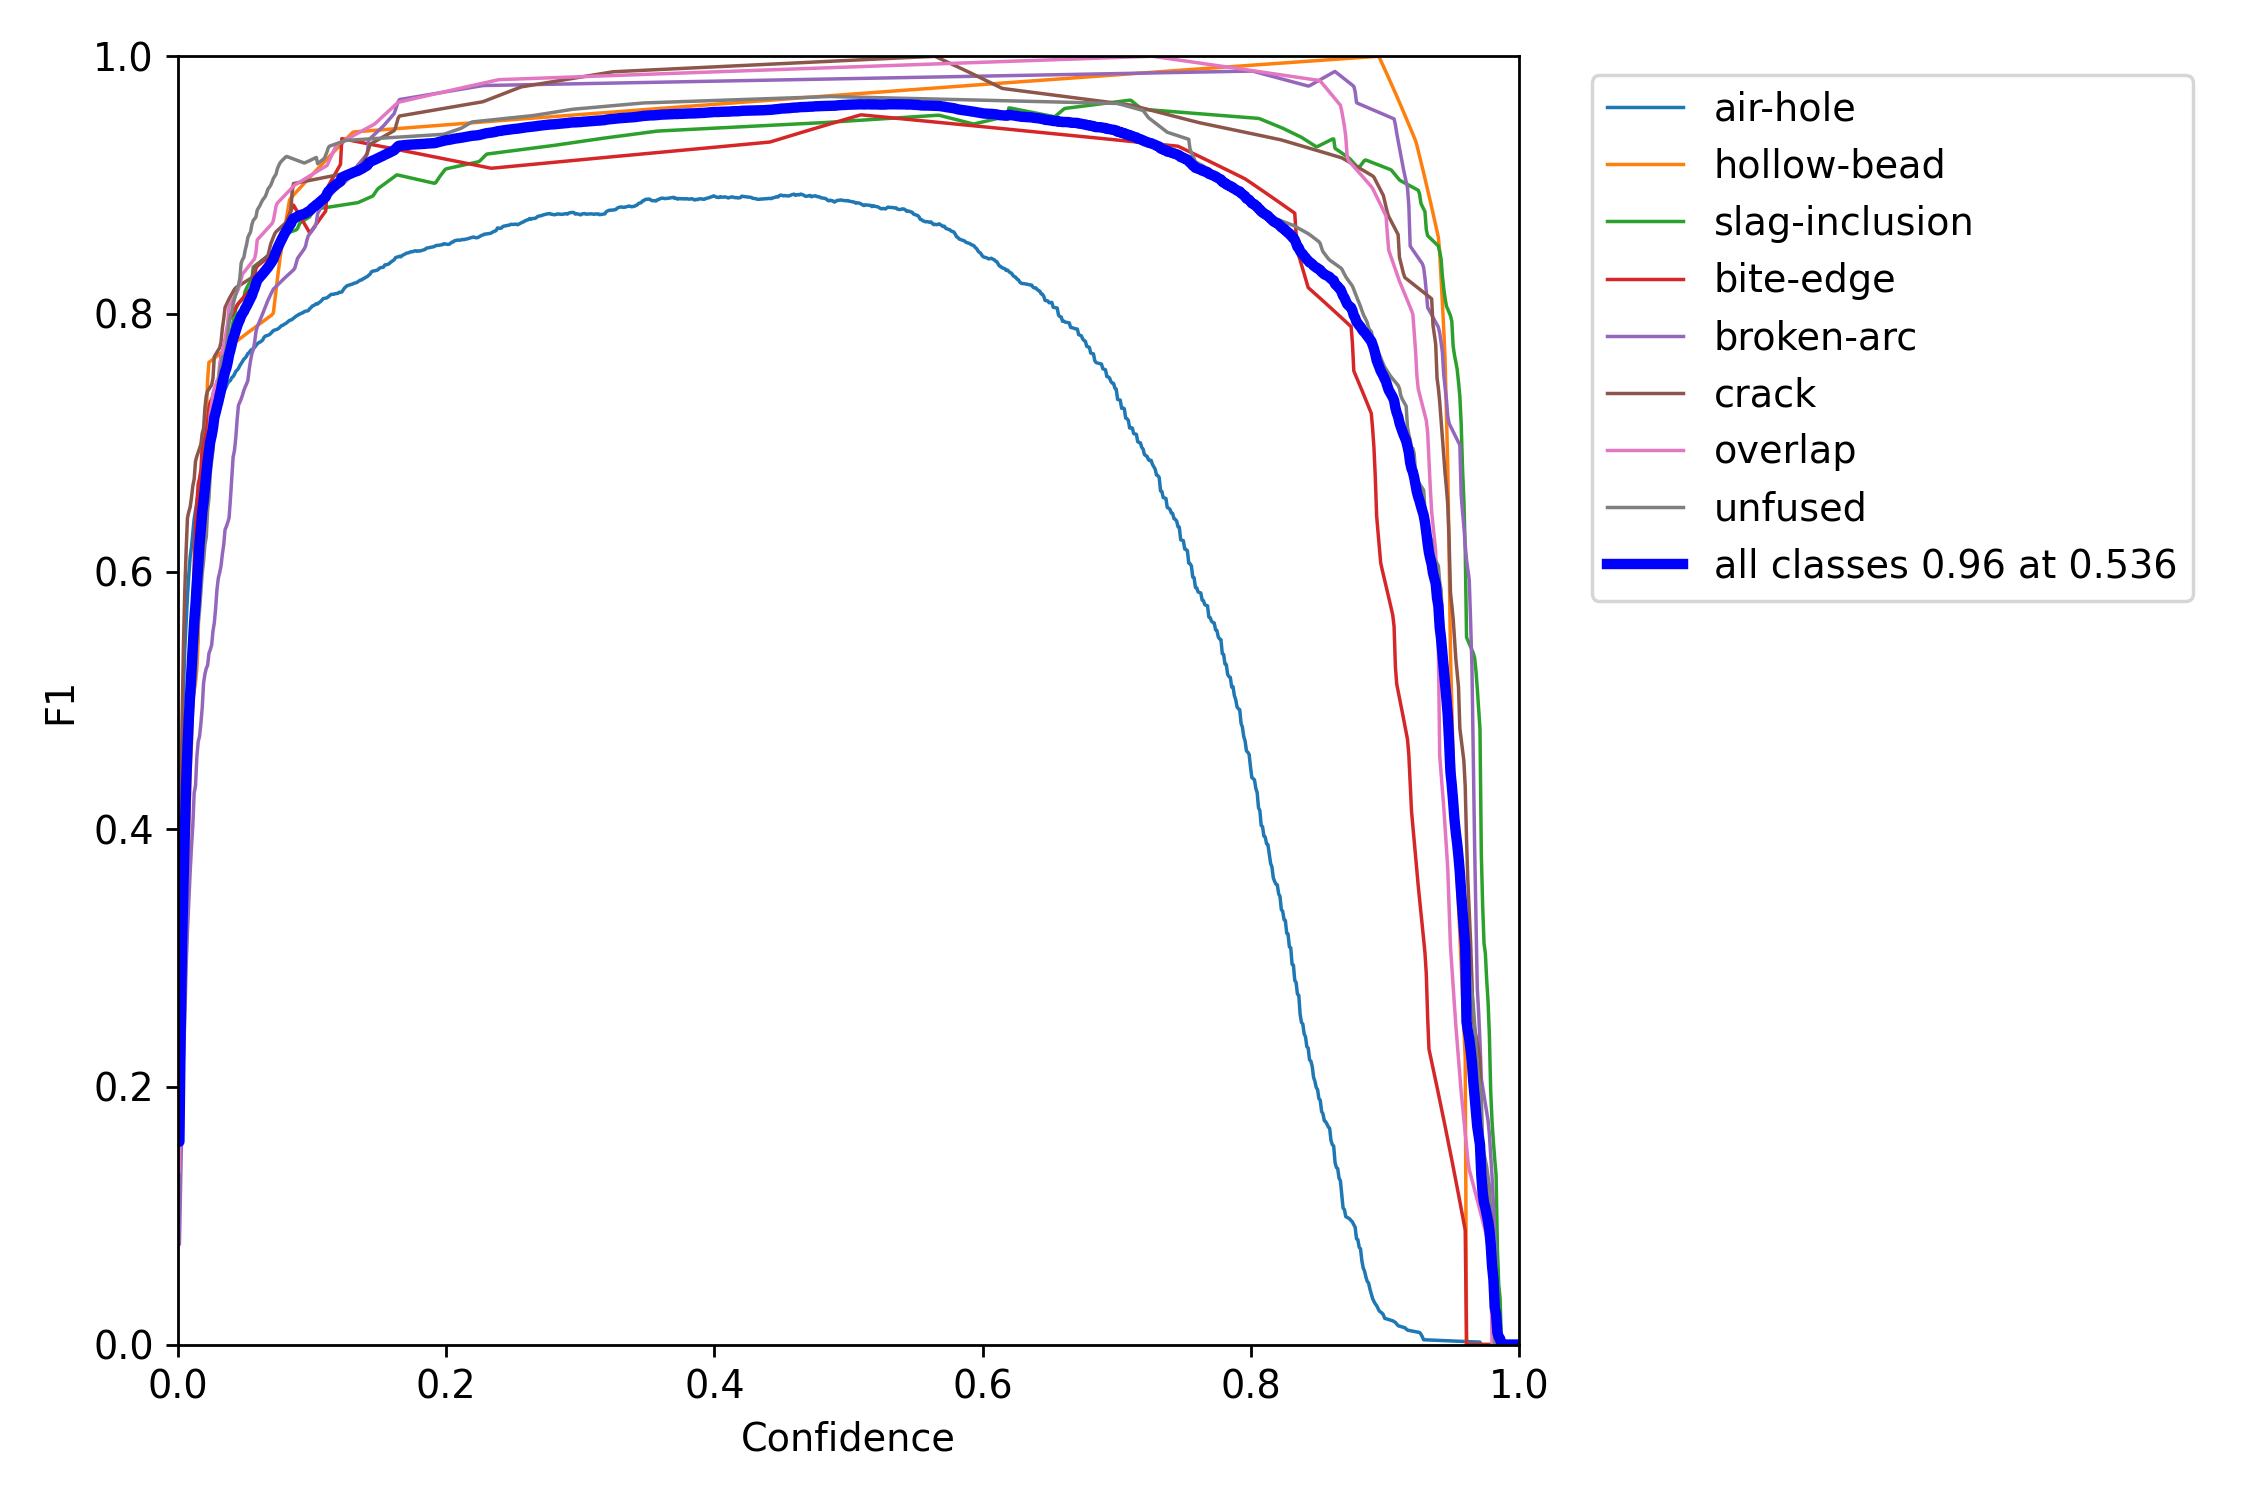 1.0
0.8
0.6
0.4
0.2
0.0
F1
0.0 0.2 0.4 0.6 0.8 1.0
Confidence
air-hole
hollow-bead
slag-inclusion
bite-edge
broken-arc
crack
overlap
unfused
all classes 0.96 at 0.536